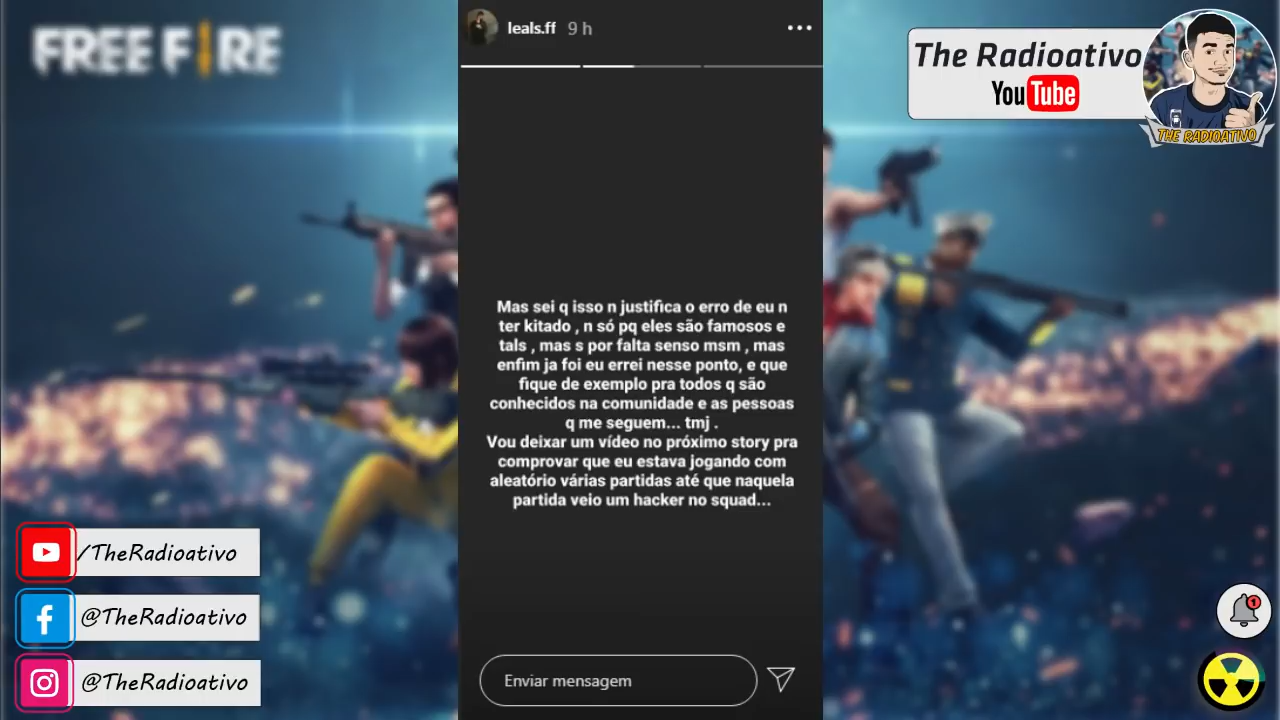 FREE FIRE
leals.ff 9 h
The Radioativo
YouTube
THE RADIOATIVO
Mas sei q isso n justifica o erro de eu n
ter kitado , n só pq eles são famosos e
tals , mas s por falta senso msm , mas
enfim ja foi eu errei nesse ponto, e que
fique de exemplo pra todos q são
conhecidos na comunidade e as pessoas
q me seguem... tmj .
Vou deixar um vídeo no próximo story pra
comprovar que eu estava jogando com
aleatório várias partidas até que naquela
partida veio um hacker no squad...
/TheRadioativo
@TheRadioativo
@TheRadioativo
Enviar mensagem
1